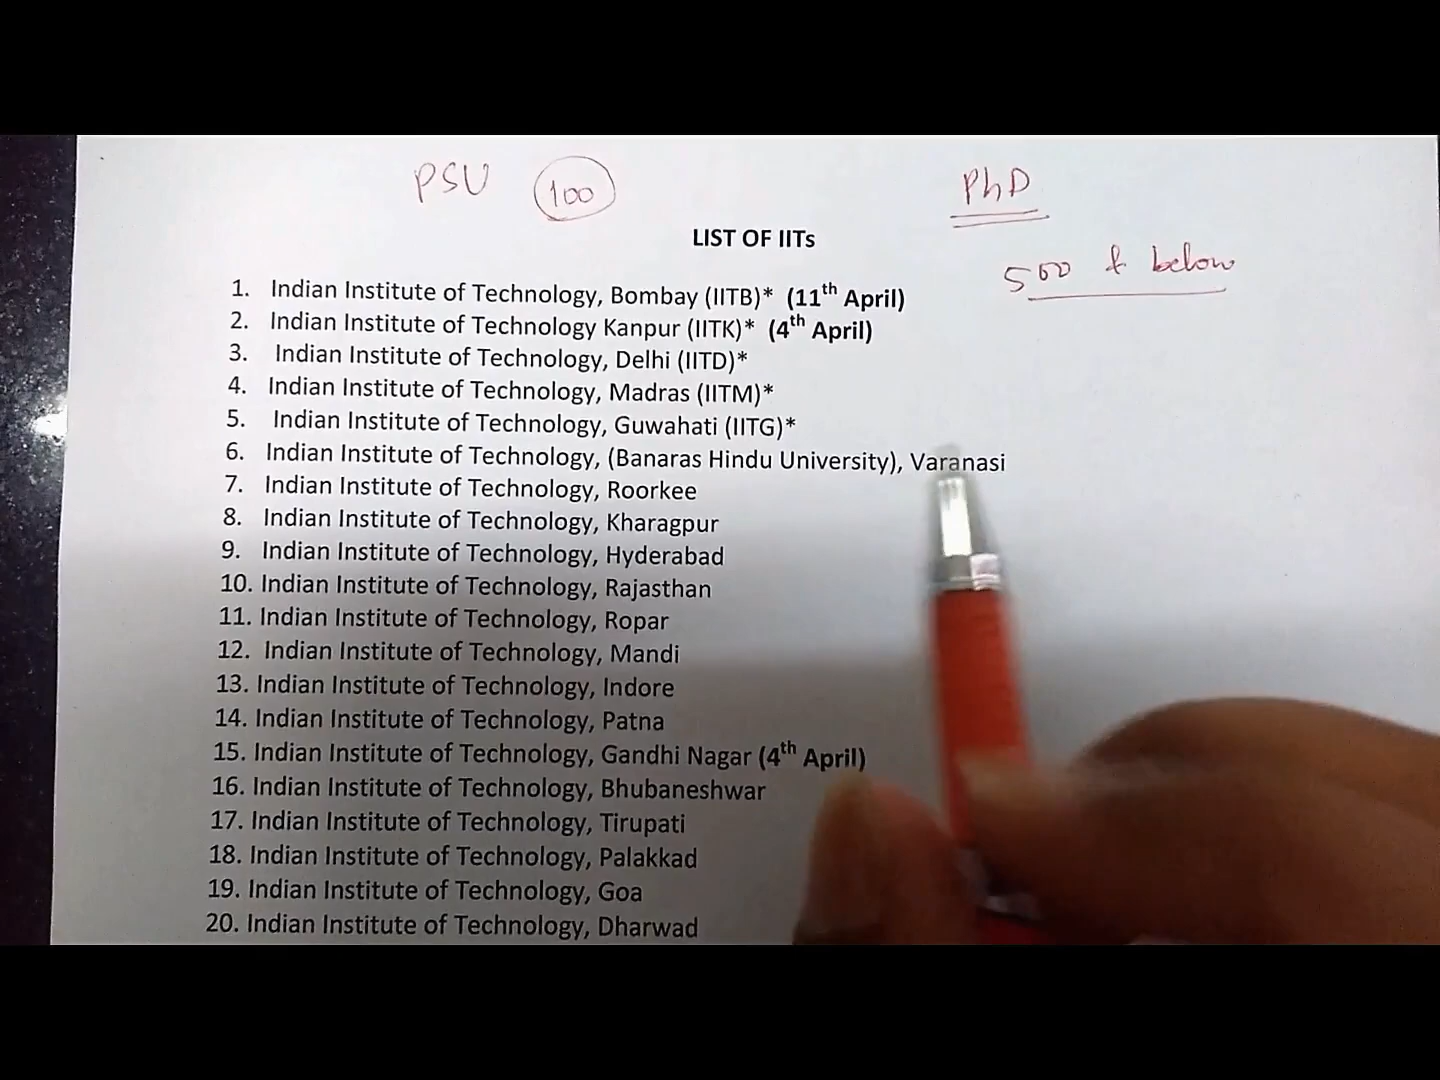 PSU 100 PhD
LIST OF IITs
500 & below
1. Indian Institute of Technology, Bombay (IITB)* (11th April)
2. Indian Institute of Technology Kanpur (IITK)* (4th April)
3. Indian Institute of Technology, Delhi (IITD)*
4. Indian Institute of Technology, Madras (IITM)*
5. Indian Institute of Technology, Guwahati (IITG)*
6. Indian Institute of Technology, (Banaras Hindu University), Varanasi
7. Indian Institute of Technology, Roorkee
8. Indian Institute of Technology, Kharagpur
9. Indian Institute of Technology, Hyderabad
10. Indian Institute of Technology, Rajasthan
11. Indian Institute of Technology, Ropar
12. Indian Institute of Technology, Mandi
13. Indian Institute of Technology, Indore
14. Indian Institute of Technology, Patna
15. Indian Institute of Technology, Gandhi Nagar (4th April)
16. Indian Institute of Technology, Bhubaneshwar
17. Indian Institute of Technology, Tirupati
18. Indian Institute of Technology, Palakkad
19. Indian Institute of Technology, Goa
20. Indian Institute of Technology, Dharwad